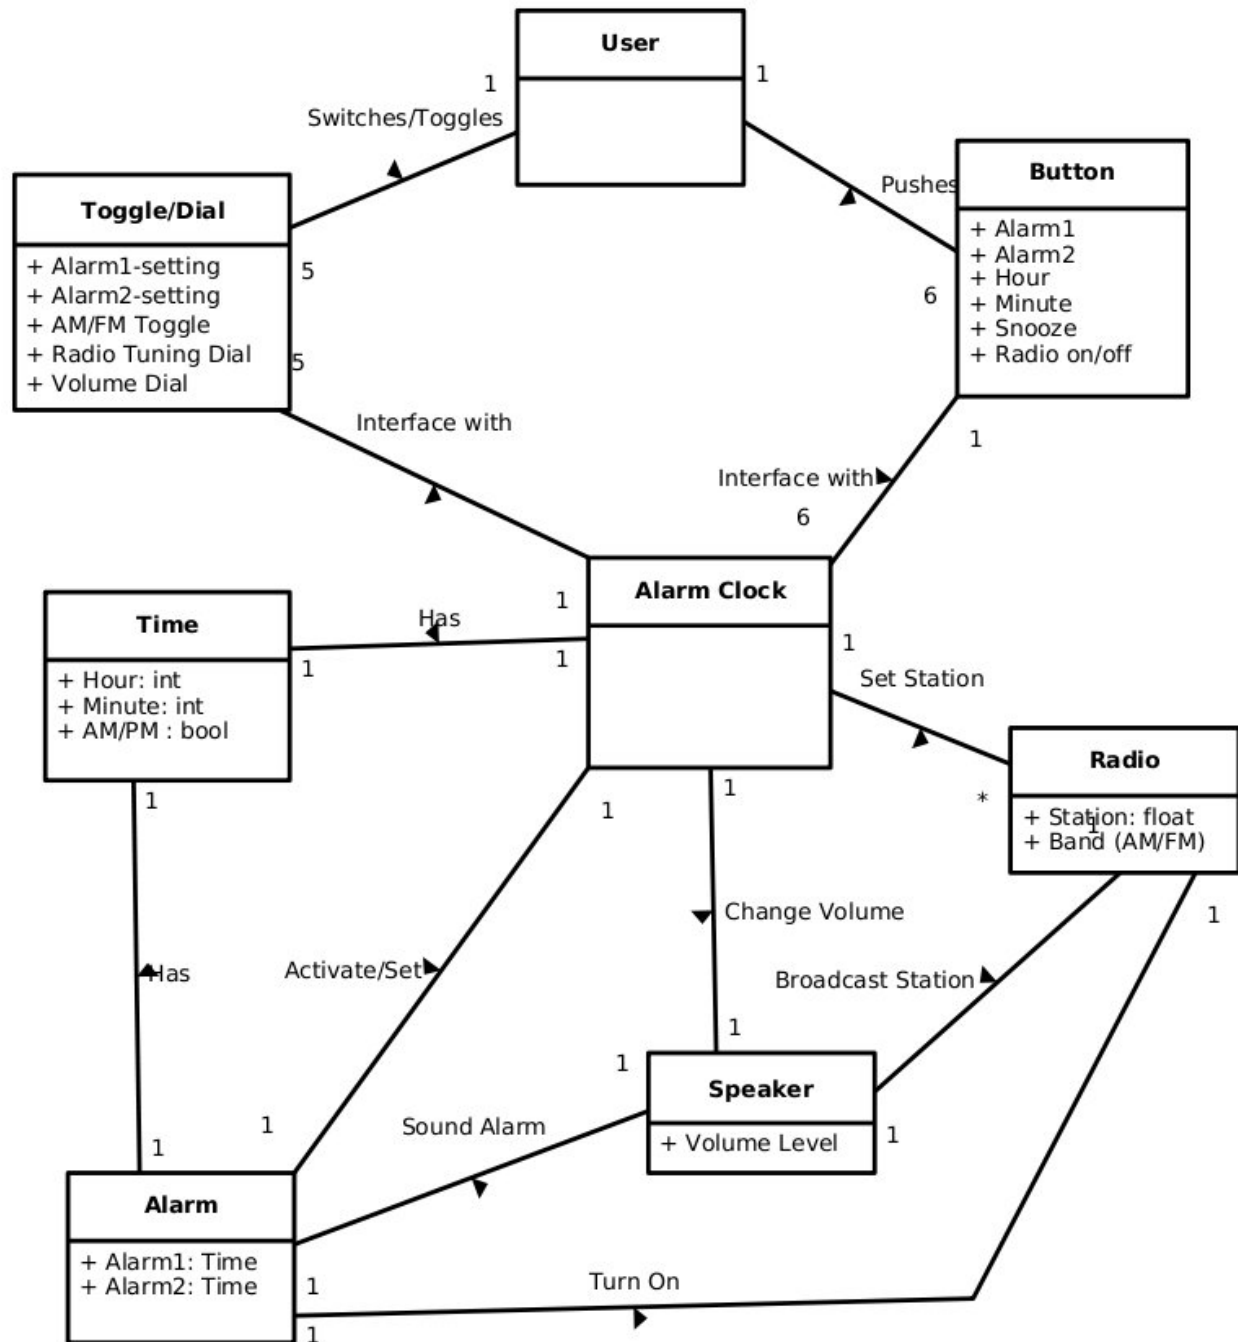 User
1
1
Switches/Toggles
Pushes
Button
+ Alarm1
+ Alarm2
+ Hour
+ Minute
+ Snooze
+ Radio on/off
6
1
Toggle/Dial
+ Alarm1-setting
+ Alarm2-setting
+ AM/FM Toggle
+ Radio Tuning Dial
+ Volume Dial
5
5
Interface with
Interface with
6
1
Alarm Clock
Has
1
1
Time
+ Hour: int
+ Minute: int
+ AM/PM : bool
1
1
Set Station
*
Radio
+ Station: float
+ Band (AM/FM)
1
1
1
1
Change Volume
Activate/Set
Has
Broadcast Station
1
1
Speaker
+ Volume Level
1
Sound Alarm
1
1
Alarm
+ Alarm1: Time
+ Alarm2: Time
1
Turn On
1